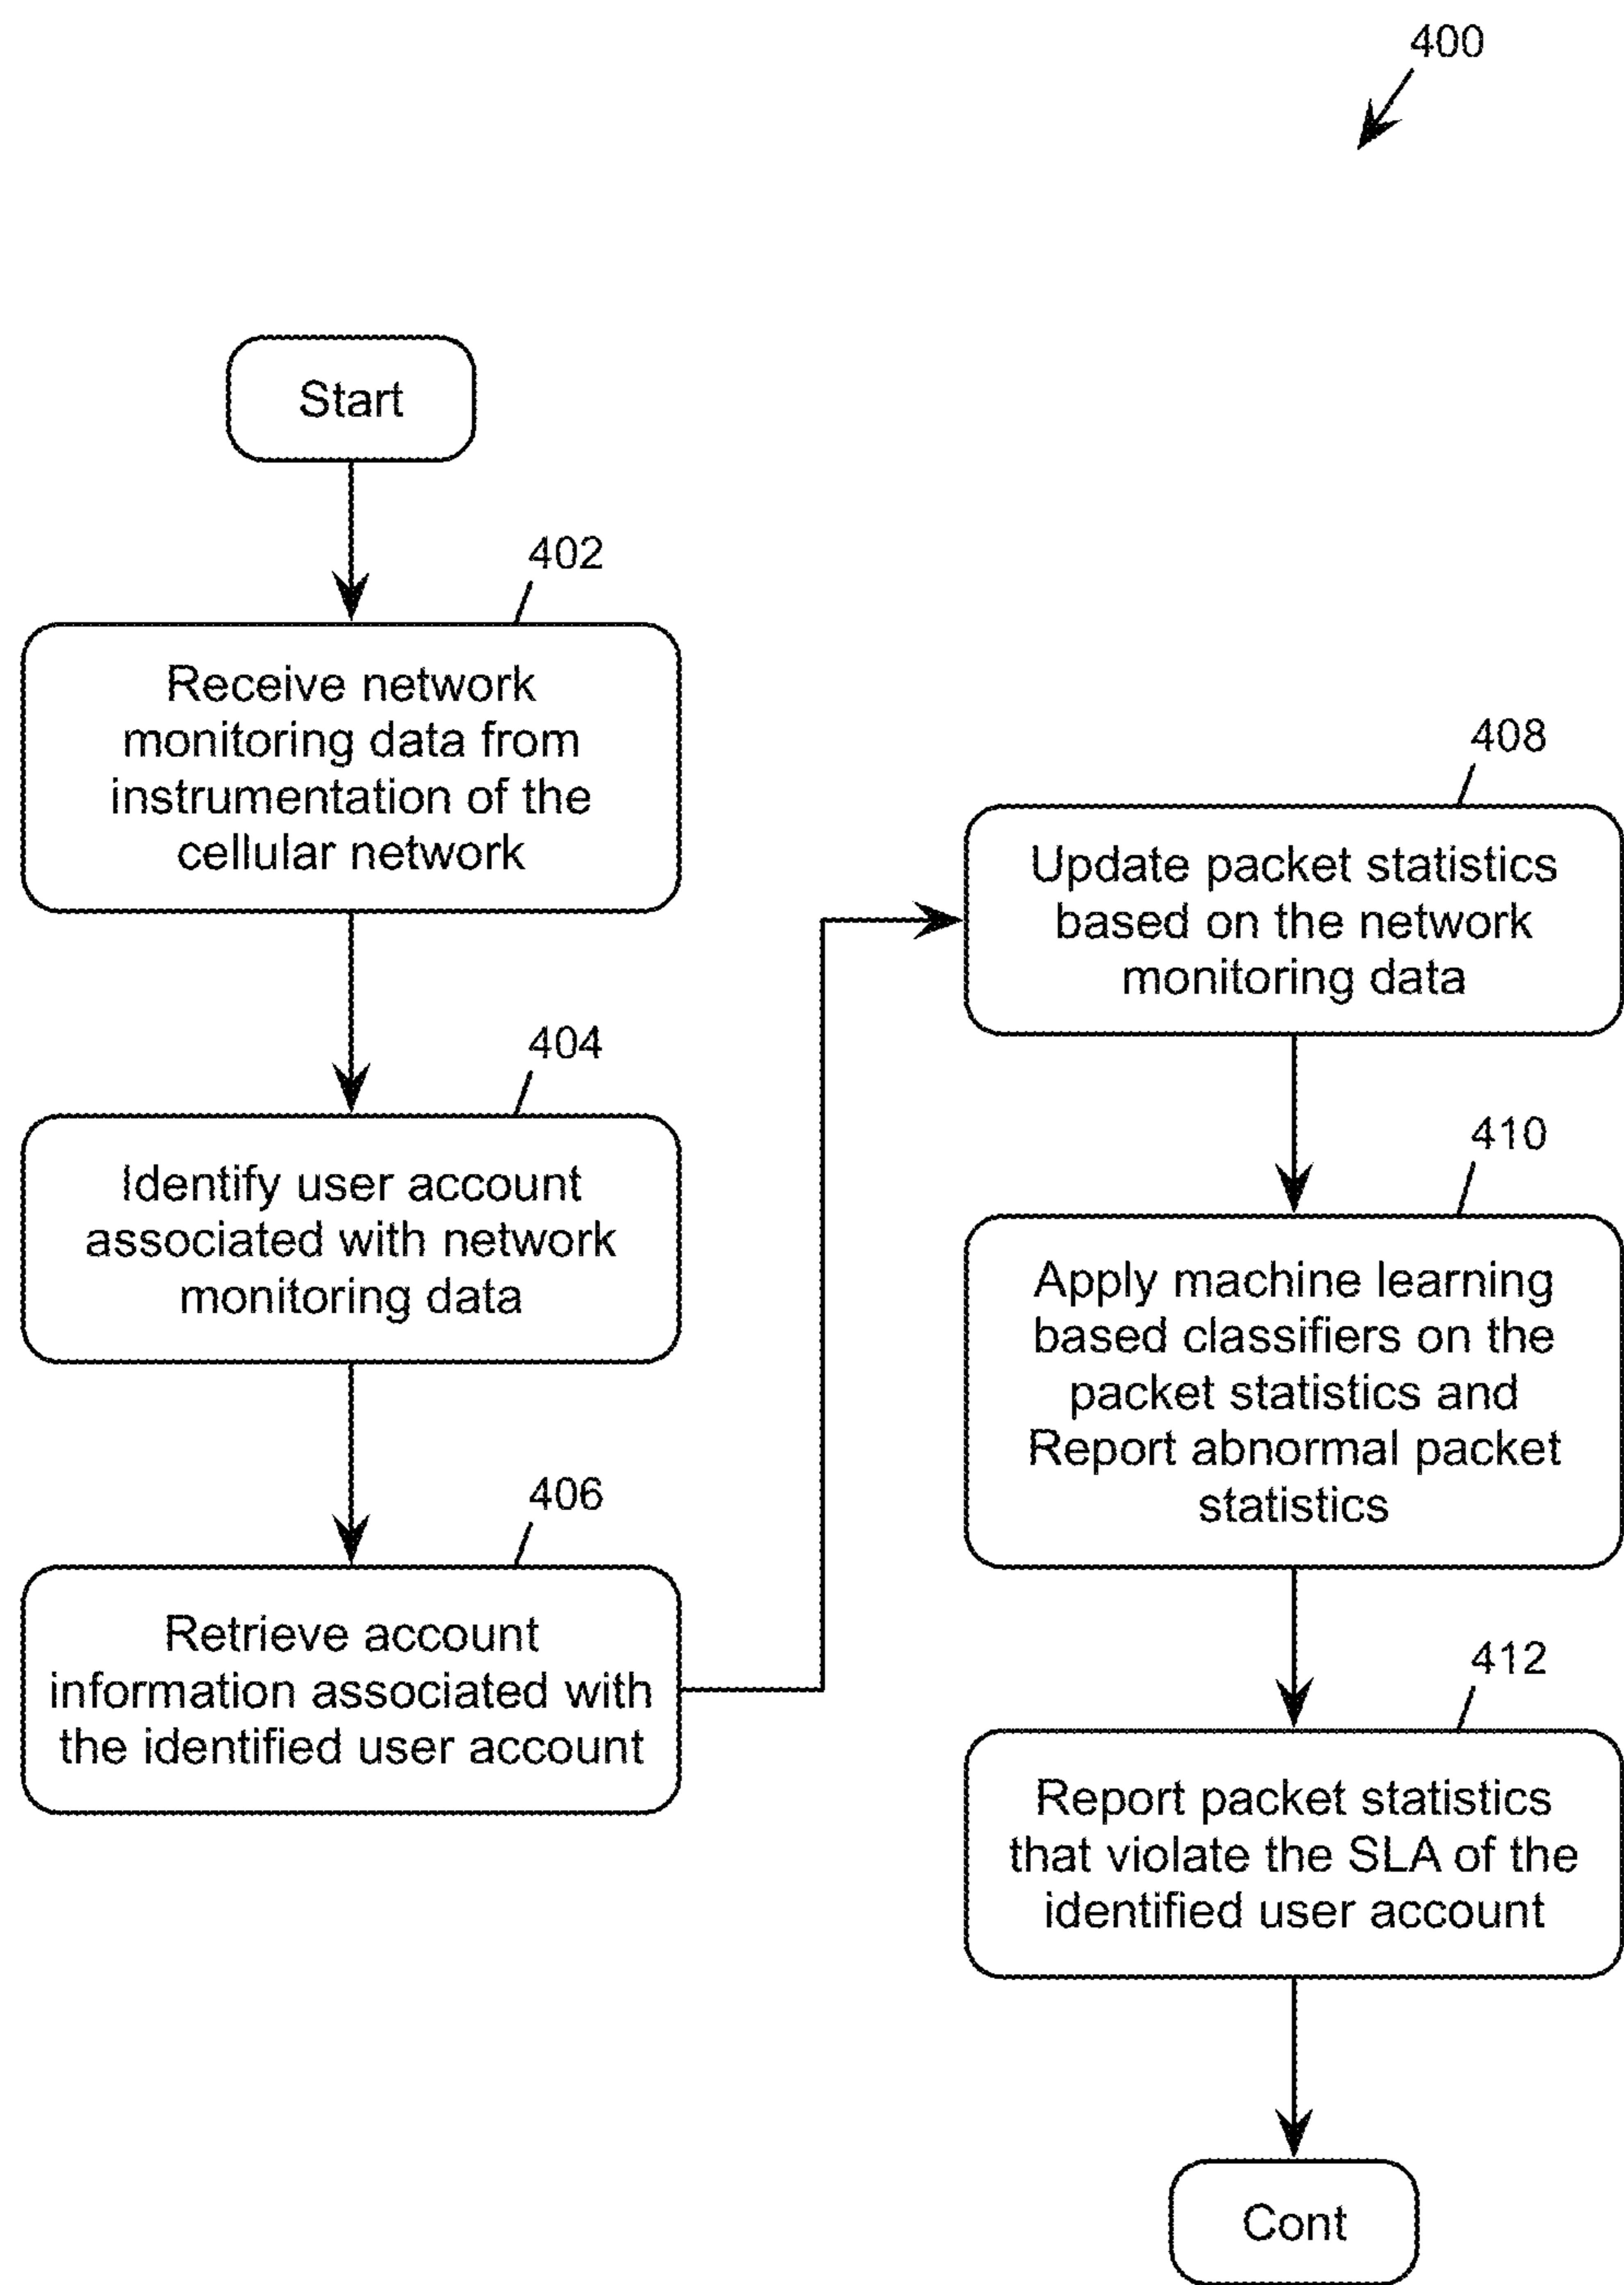 400
Start
402
Receive network
monitoring data from
instrumentation of the
cellular network
404
Identify user account
associated with network
monitoring data
406
Retrieve account
information associated with
the identified user account
408
Update packet statistics
based on the network
monitoring data
410
Apply machine learning
based classifiers on the
packet statistics and
Report abnormal packet
statistics
412
Report packet statistics
that violate the SLA of the
identified user account
Cont